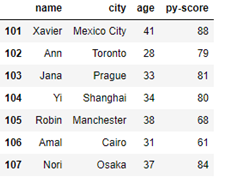 name city age py-score
101 Xavier Mexico City 41 88
102 Ann Toronto 28 79
103 Jana Prague 33 81
104 Yi Shanghai 34 80
105 Robin Manchester 38 68
106 Amal Cairo 31 61
107 Nori Osaka 37 84